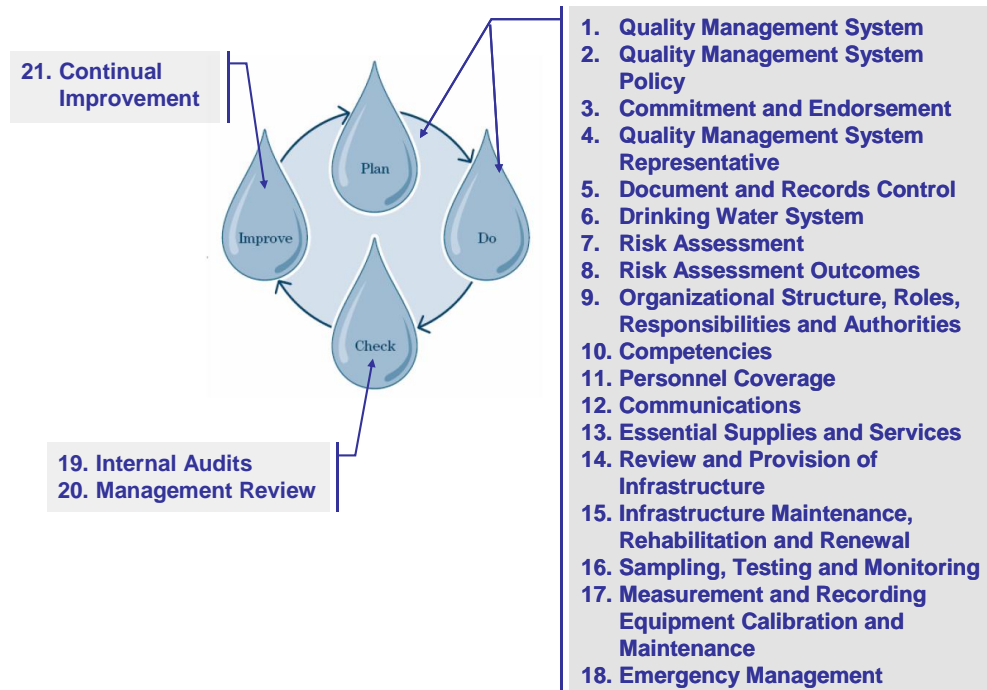 21. Continual
Improvement
Plan
Improve
Do
Check
19. Internal Audits
20. Management Review
1. Quality Management System
2. Quality Management System
Policy
3. Commitment and Endorsement
4. Quality Management System
Representative
5. Document and Records Control
6. Drinking Water System
7. Risk Assessment
8. Risk Assessment Outcomes
9. Organizational Structure, Roles,
Responsibilities and Authorities
10. Competencies
11. Personnel Coverage
12. Communications
13. Essential Supplies and Services
14. Review and Provision of
Infrastructure
15. Infrastructure Maintenance,
Rehabilitation and Renewal
16. Sampling, Testing and Monitoring
17. Measurement and Recording
Equipment Calibration and
Maintenance
18. Emergency Management